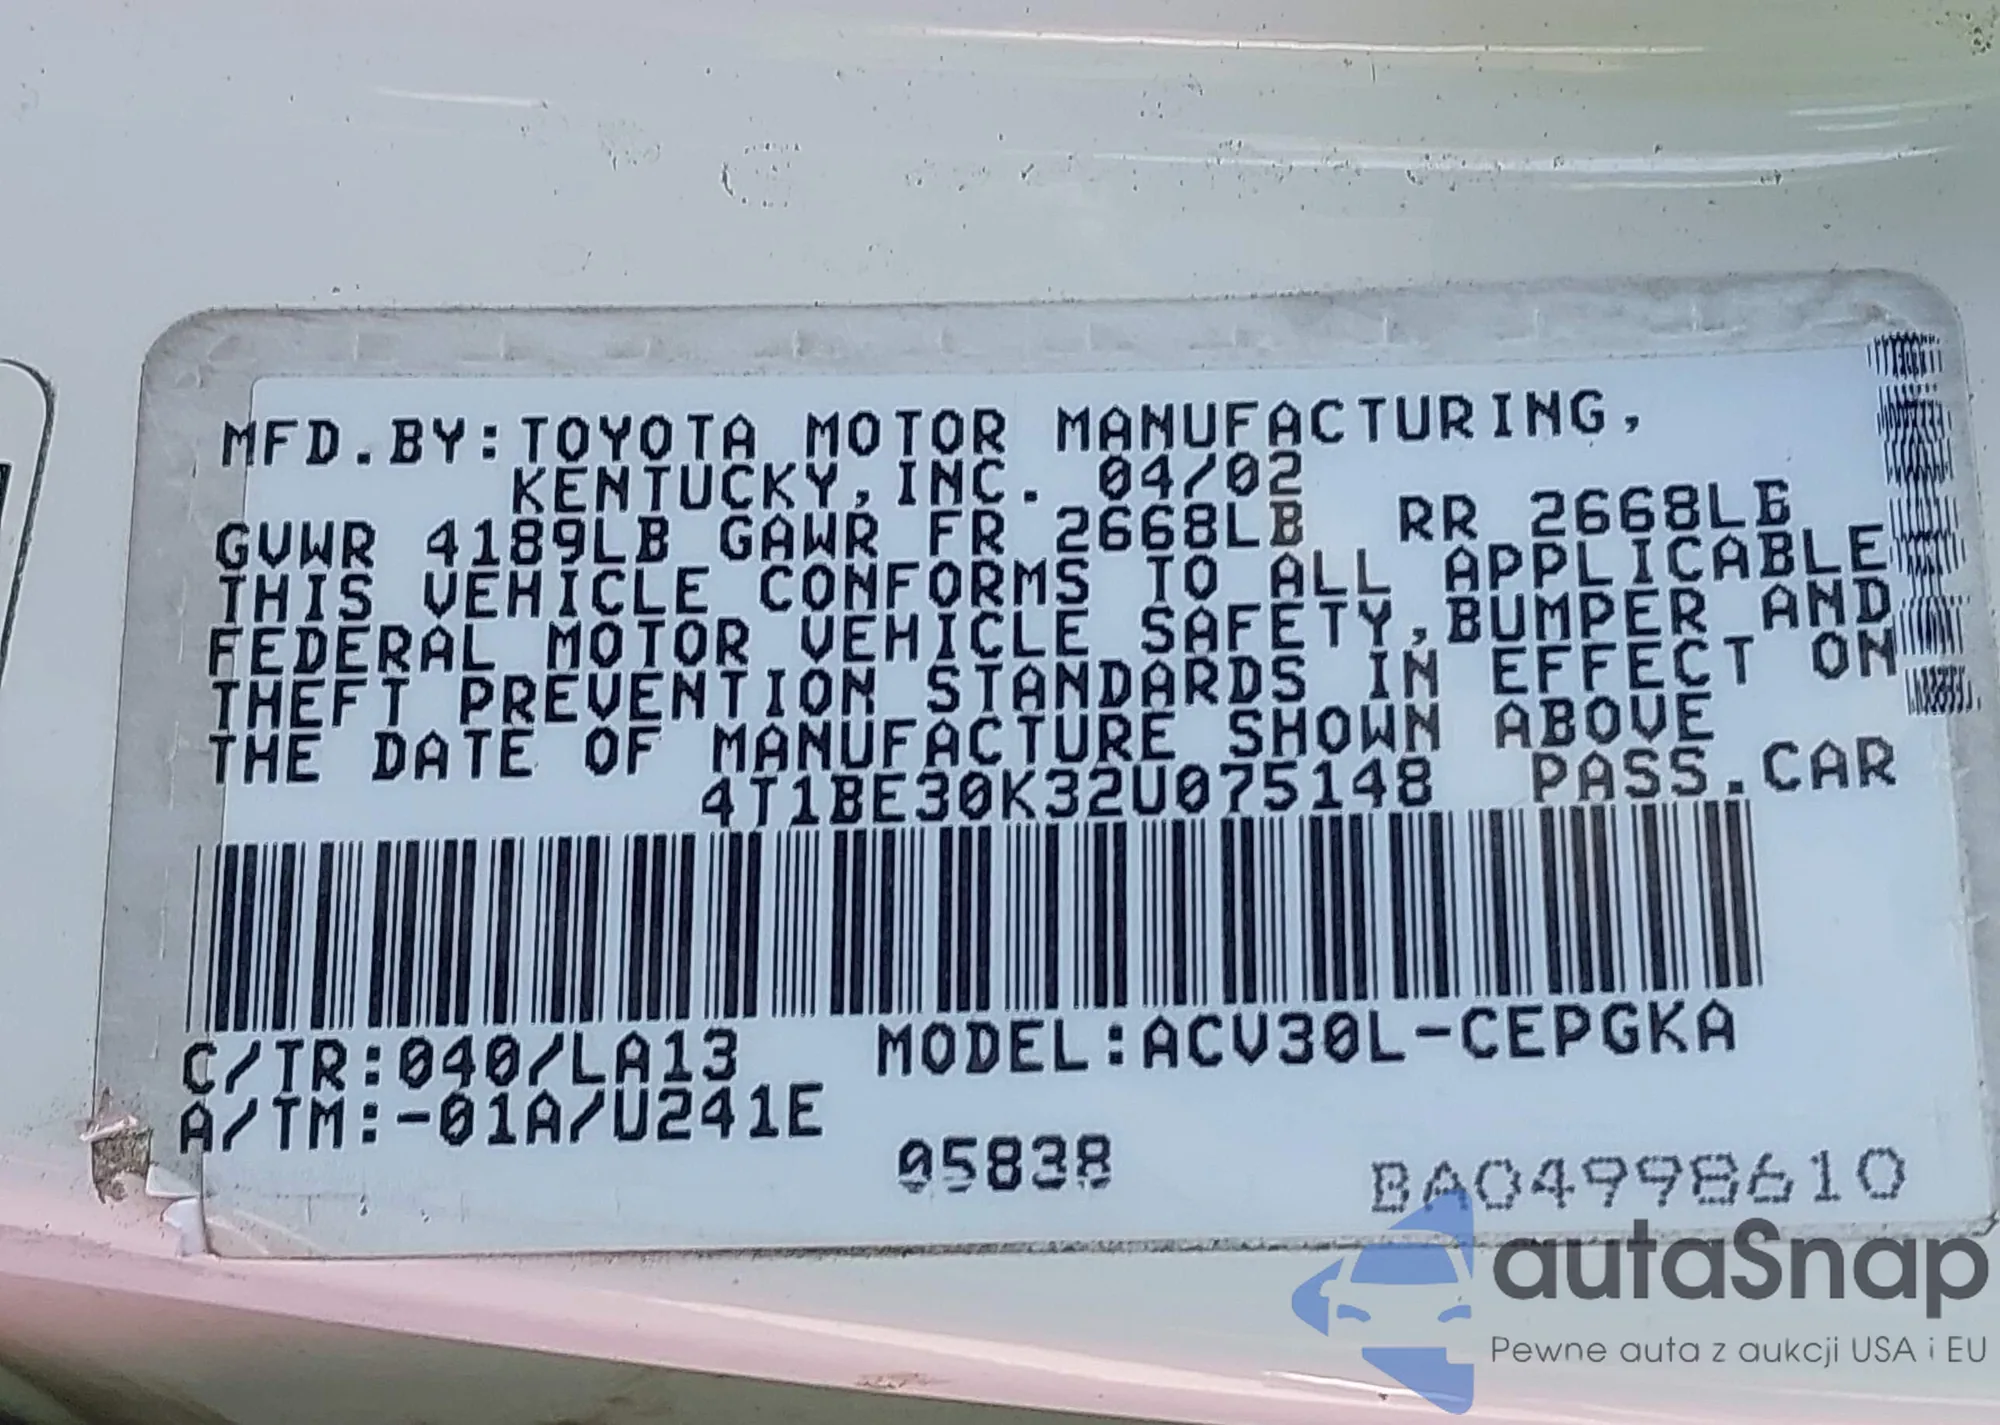 MFD.BY:TOYOTA MOTOR MANUFACTURING,
KENTUCKY,INC. 04/02
GVWR 4189LB GAWR FR 2668LB RR 2668LB
THIS VEHICLE CONFORMS TO ALL APPLICABLE
FEDERAL MOTOR VEHICLE SAFETY,BUMPER AND
THEFT PREVENTION STANDARDS IN EFFECT ON
THE DATE OF MANUFACTURE SHOWN ABOVE
4T1BE30K32U075148 PASS.CAR
C/TR:040/LA13 MODEL:ACV30L-CEPGKA
A/TM:-01A/U241E
05838 BA04998610
autaSnap
Pewne auta z aukcji USA i EU